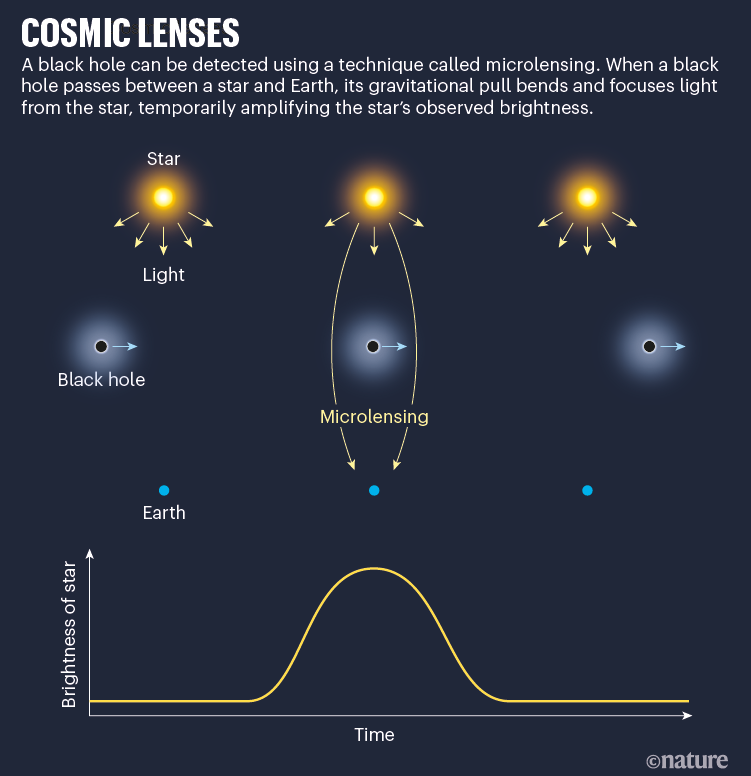 COSMIC LENSES
A black hole can be detected using a technique called microlensing. When a black
hole passes between a star and Earth, its gravitational pull bends and focuses light
from the star, temporarily amplifying the star’s observed brightness.
Star
Light
Black hole
Microlensing
Earth
Brightness of star
Time
©nature